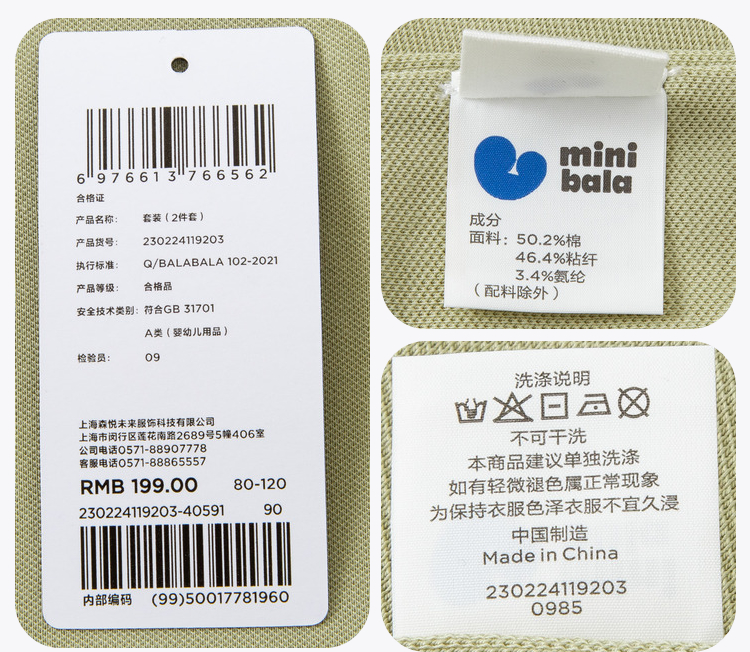 6 976613 766562
合格证
产品名称: 套装（2件套）
产品货号: 230224119203
执行标准: Q/BALABALA 102-2021
产品等级: 合格品
安全技术类别: 符合GB 31701
A类（婴幼儿用品）
检验员: 09
上海森悦未来服饰科技有限公司
上海市闵行区莲花南路2689号5幢406室
公司电话0571-88907778
客服电话0571-88865557
RMB 199.00 80-120
230224119203-40591 90
内部编码 (99)50017781960
mini
bala
成分
面料: 50.2%棉
46.4%粘纤
3.4%氨纶
（配料除外）
洗涤说明
不可干洗
本商品建议单独洗涤
如有轻微褪色属正常现象
为保持衣服色泽衣服不宜久浸
中国制造
Made in China
230224119203
0985